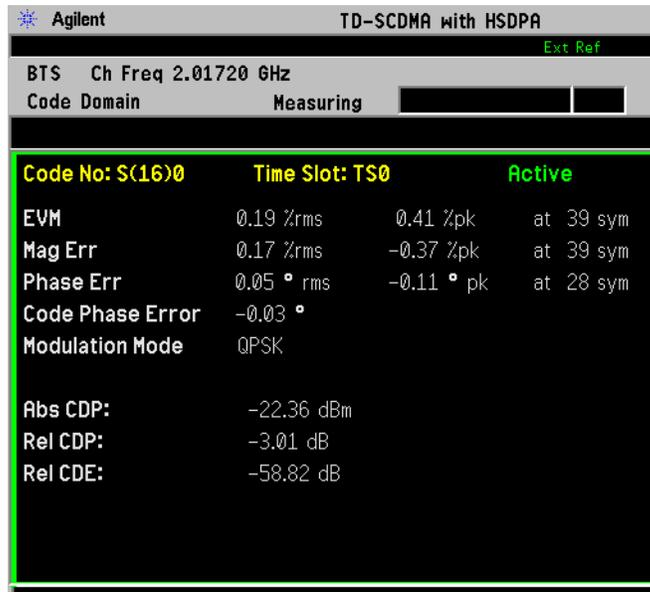 Agilent TD-SCDMA with HSDPA
Ext Ref
BTS Ch Freq 2.01720 GHz
Code Domain Measuring
Code No: S(16)0 Time Slot: TS0 Active
EVM 0.19 %rms 0.41 %pk at 39 sym
Mag Err 0.17 %rms -0.37 %pk at 39 sym
Phase Err 0.05 ° rms -0.11 ° pk at 28 sym
Code Phase Error -0.03 °
Modulation Mode QPSK
Abs CDP: -22.36 dBm
Rel CDP: -3.01 dB
Rel CDE: -58.82 dB